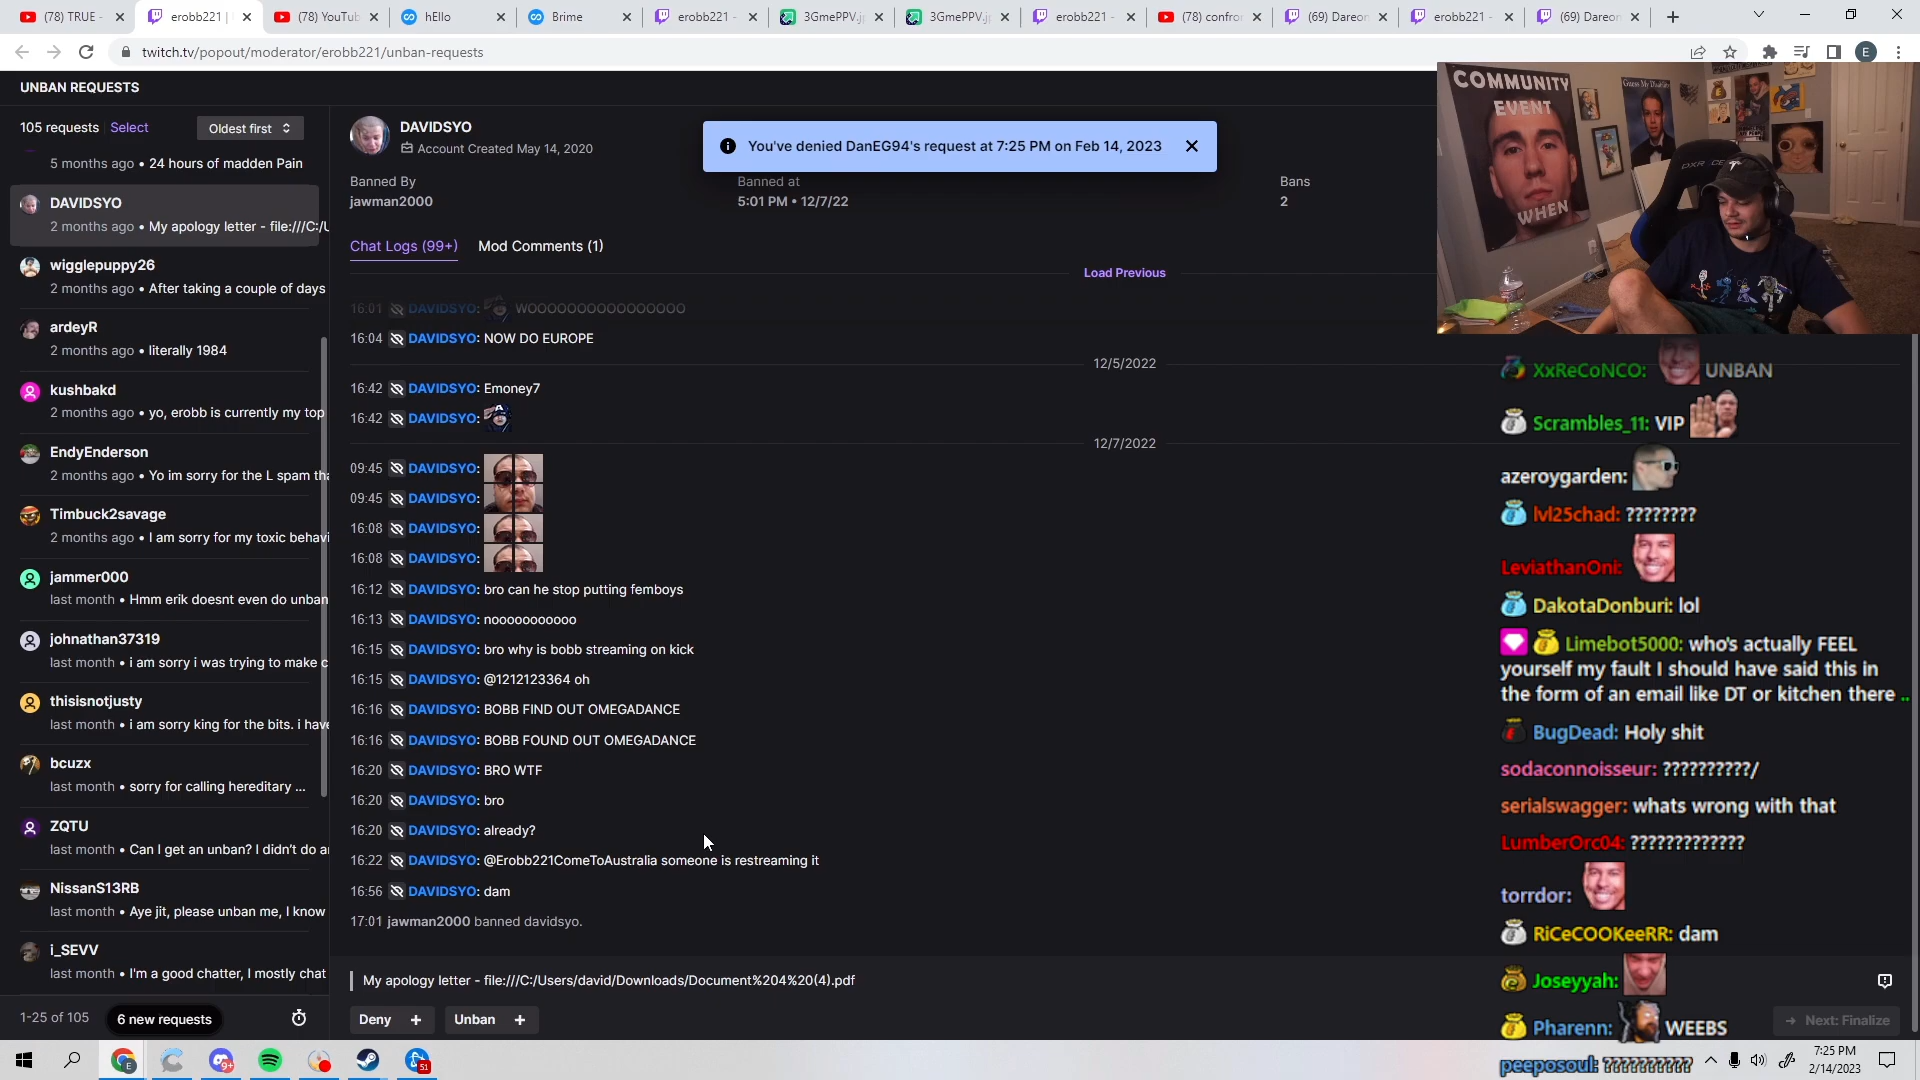 (78) TRUE -
erobb221 |
(78) YouTub
hEllo
Brime
erobb221 -
3GmePPV.j
3GmePPV.j
erobb221 -
(78) confro
(69) Dareon
erobb221 -
(69) Dareon
twitch.tv/popout/moderator/erobb221/unban-requests
UNBAN REQUESTS
105 requests Select Oldest first
5 months ago • 24 hours of madden Pain
DAVIDSYO
2 months ago • My apology letter - file:///C:/U
wigglepuppy26
2 months ago • After taking a couple of days
ardeyR
2 months ago • literally 1984
kushbakd
2 months ago • yo, erobb is currently my top
EndyEnderson
2 months ago • Yo im sorry for the L spam tha
Timbuck2savage
2 months ago • I am sorry for my toxic behavi
jammer000
last month • Hmm erik doesnt even do unban
johnathan37319
last month • i am sorry i was trying to make c
thisisnotjusty
last month • i am sorry king for the bits. i have
bcuzx
last month • sorry for calling hereditary ...
ZQTU
last month • Can I get an unban? I didn't do a
NissanS13RB
last month • Aye jit, please unban me, I know
i_SEVV
last month • I'm a good chatter, I mostly chat
1-25 of 105 6 new requests
DAVIDSYO
Account Created May 14, 2020
You've denied DanEG94's request at 7:25 PM on Feb 14, 2023
Banned By
jawman2000
Banned at
5:01 PM • 12/7/22
Bans
2
Chat Logs (99+) Mod Comments (1)
Load Previous
16:01 DAVIDSYO: WOOOOOOOOOOOOOOOO
16:04 DAVIDSYO: NOW DO EUROPE
12/5/2022
16:42 DAVIDSYO: Emoney7
16:42 DAVIDSYO:
12/7/2022
09:45 DAVIDSYO:
09:45 DAVIDSYO:
16:08 DAVIDSYO:
16:08 DAVIDSYO:
16:12 DAVIDSYO: bro can he stop putting femboys
16:13 DAVIDSYO: nooooooooooo
16:15 DAVIDSYO: bro why is bobb streaming on kick
16:15 DAVIDSYO: @1212123364 oh
16:16 DAVIDSYO: BOBB FIND OUT OMEGADANCE
16:16 DAVIDSYO: BOBB FOUND OUT OMEGADANCE
16:20 DAVIDSYO: BRO WTF
16:20 DAVIDSYO: bro
16:20 DAVIDSYO: already?
16:22 DAVIDSYO: @Erobb221ComeToAustralia someone is restreaming it
16:56 DAVIDSYO: dam
17:01 jawman2000 banned davidsyo.
My apology letter - file:///C:/Users/david/Downloads/Document%204%20(4).pdf
Deny + Unban +
Next: Finalize
COMMUNITY
EVENT
WHEN
XxReCoNCO: UNBAN
Scrambles_11: VIP
azeroygarden:
lvl25chad: ????????
LeviathanOni:
DakotaDonburi: lol
Limebot5000: who's actually FEEL
yourself my fault I should have said this in
the form of an email like DT or kitchen there ..
BugDead: Holy shit
sodaconnoisseur: ??????????/
serialswagger: whats wrong with that
LumberOrc04: ?????????????
torrdor:
RiCeCOOKeeRR: dam
Joseyyah:
Pharenn: WEEBS
peeposoul: ??????????
E
9+
51
7:25 PM
2/14/2023